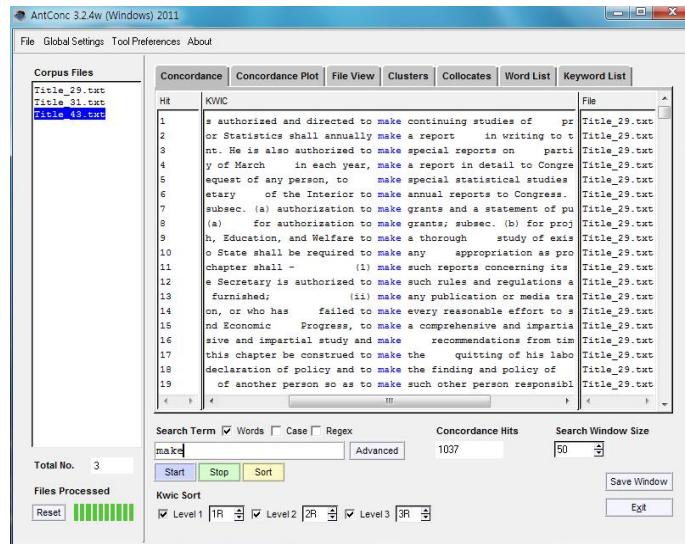 AntConc 3.2.4w (Windows) 2011
File Global Settings Tool Preferences About
Corpus Files
Title_29.txt
Title_31.txt
Title_43.txt
Total No. 3
Files Processed
Reset
Concordance Concordance Plot File View Clusters Collocates Word List Keyword List
Hit KWIC File
1 s authorized and directed to make continuing studies of pr Title_29.txt
2 or Statistics shall annually make a report in writing to t Title_29.txt
3 nt. He is also authorized to make special reports on parti Title_29.txt
4 y of March in each year, make a report in detail to Congre Title_29.txt
5 equest of any person, to make special statistical studies Title_29.txt
6 etary of the Interior to make annual reports to Congress. Title_29.txt
7 subsec. (a) authorization to make grants and a statement of pu Title_29.txt
8 (a) for authorization to make grants; subsec. (b) for proj Title_29.txt
9 h, Education, and Welfare to make a thorough study of exis Title_29.txt
10 o State shall be required to make any appropriation as pro Title_29.txt
11 chapter shall - (1) make such reports concerning its Title_29.txt
12 e Secretary is authorized to make such rules and regulations a Title_29.txt
13 furnished; (ii) make any publication or media tra Title_29.txt
14 on, or who has failed to make every reasonable effort to s Title_29.txt
15 nd Economic Progress, to make a comprehensive and impartia Title_29.txt
16 sive and impartial study and make recommendations from tim Title_29.txt
17 this chapter be construed to make the quitting of his labo Title_29.txt
18 declaration of policy and to make the finding and policy of Title_29.txt
19 of another person so as to make such other person responsibl Title_29.txt
Search Term Words Case Regex Concordance Hits Search Window Size
make Advanced 1037 50
Start Stop Sort
Save Window
Kwic Sort
Exit
Level 1 1R Level 2 2R Level 3 3R